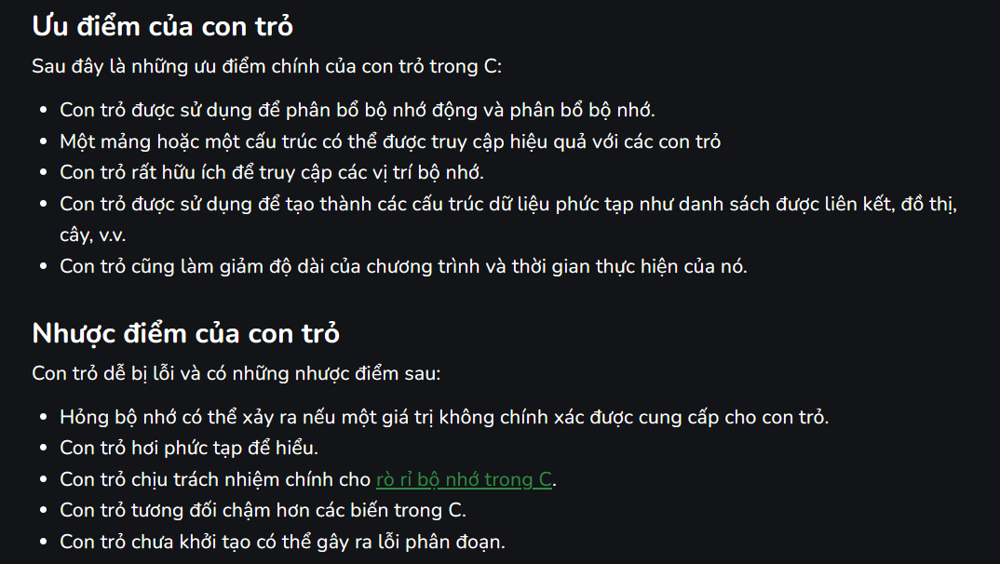 Ưu điểm của con trỏ
Sau đây là những ưu điểm chính của con trỏ trong C:
• Con trỏ được sử dụng để phân bổ bộ nhớ động và phân bổ bộ nhớ.
• Một mảng hoặc một cấu trúc có thể được truy cập hiệu quả với các con trỏ
• Con trỏ rất hữu ích để truy cập các vị trí bộ nhớ.
• Con trỏ được sử dụng để tạo thành các cấu trúc dữ liệu phức tạp như danh sách được liên kết, đồ thị,
cây, v.v.
• Con trỏ cũng làm giảm độ dài của chương trình và thời gian thực hiện của nó.
Nhược điểm của con trỏ
Con trỏ dễ bị lỗi và có những nhược điểm sau:
• Hỏng bộ nhớ có thể xảy ra nếu một giá trị không chính xác được cung cấp cho con trỏ.
• Con trỏ hơi phức tạp để hiểu.
• Con trỏ chịu trách nhiệm chính cho rò rỉ bộ nhớ trong C.
• Con trỏ tương đối chậm hơn các biến trong C.
• Con trỏ chưa khởi tạo có thể gây ra lỗi phân đoạn.